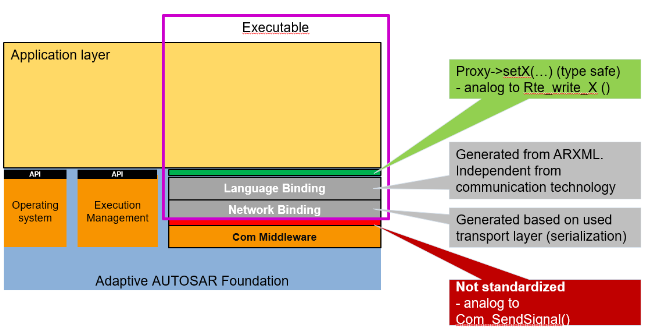 Executable
Application layer
API
API
Operating
system
Execution
Management
Language Binding
Network Binding
Com Middleware
Adaptive AUTOSAR Foundation
Proxy->setX(…) (type safe)
- analog to Rte_write_X ()
Generated from ARXML.
Independent from
communication technology
Generated based on used
transport layer (serialization)
Not standardized
- analog to
Com_SendSignal()